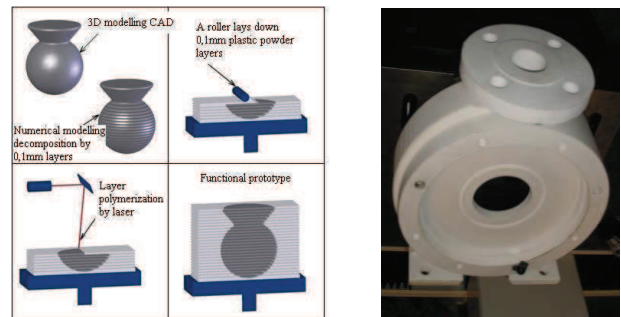 3D modelling CAD
Numerical modelling
decomposition by
0,1mm layers
A roller lays down
0,1mm plastic powder
layers
Layer
polymerization
by laser
Functional prototype